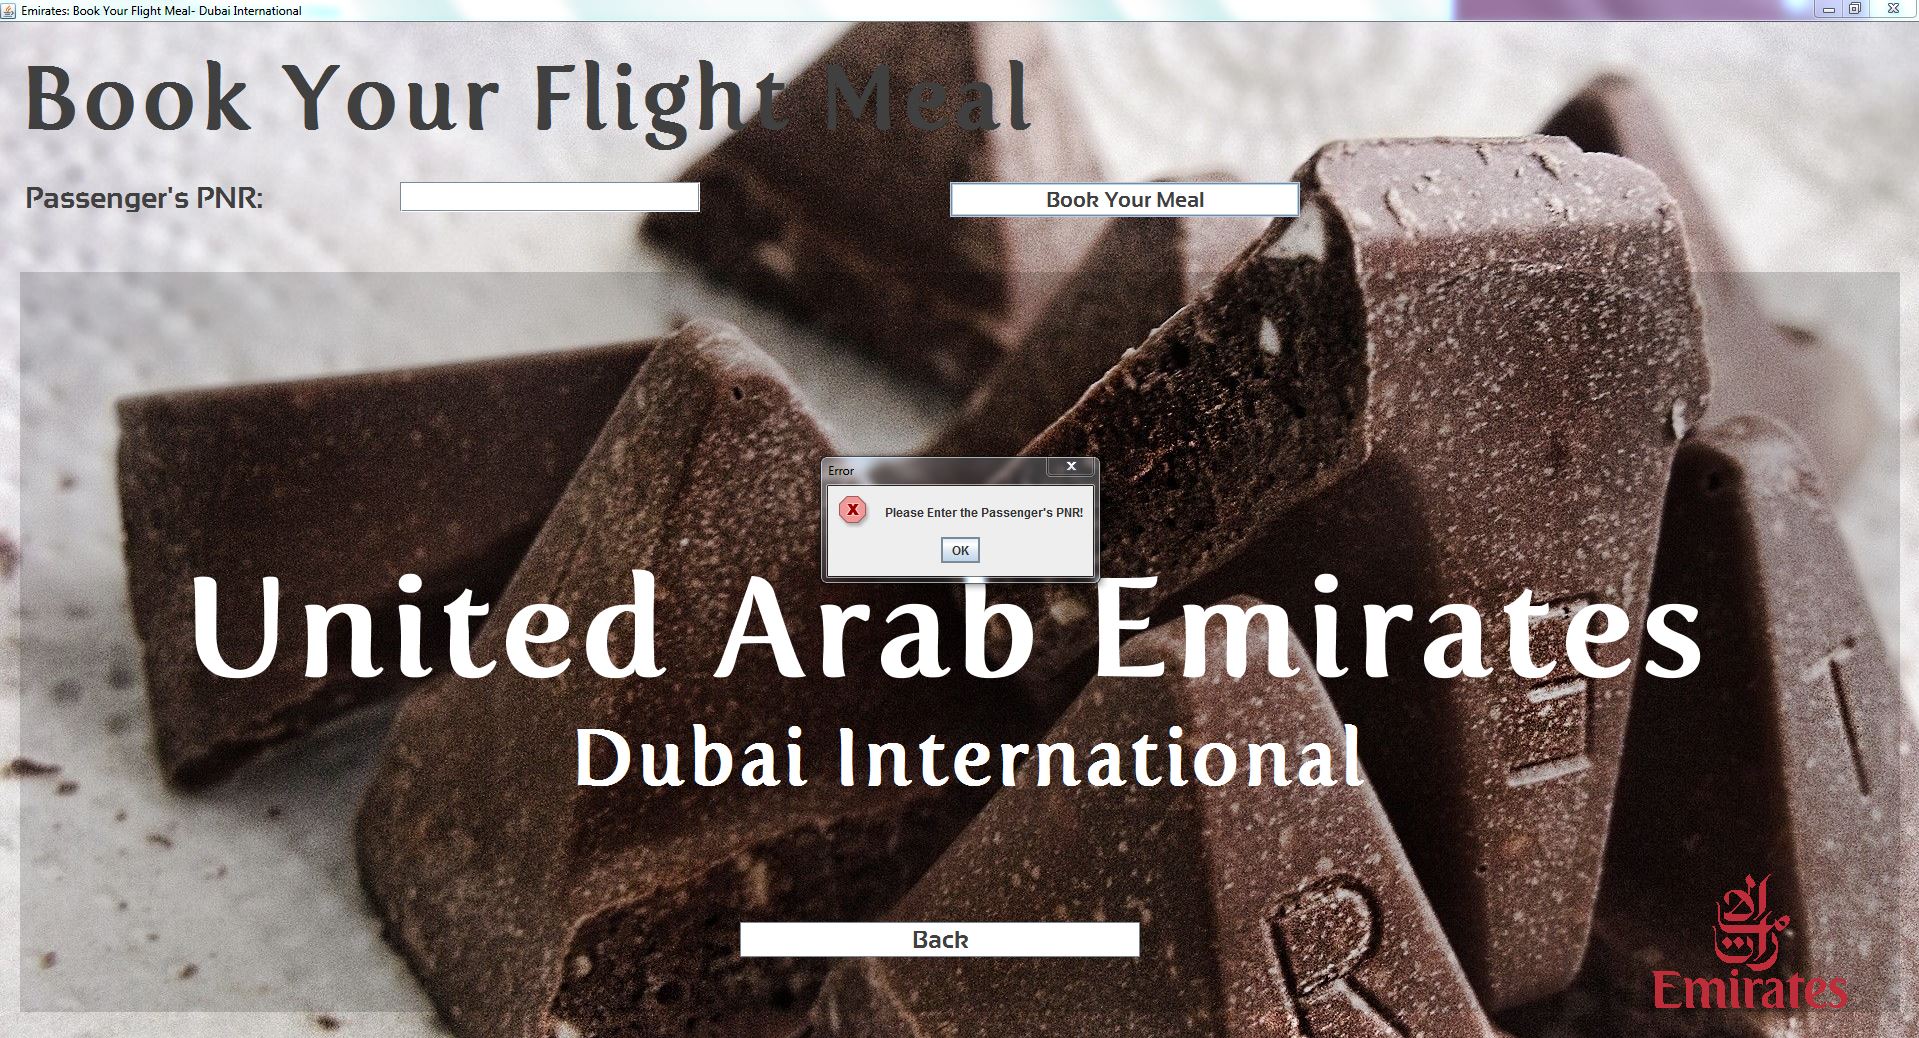 Emirates: Book Your Flight Meal- Dubai International
Book Your Flight Meal
Passenger's PNR:
Book Your Meal
Error
Please Enter the Passenger's PNR!
OK
United Arab Emirates
Dubai International
Back
R
الإمارات
Emirates